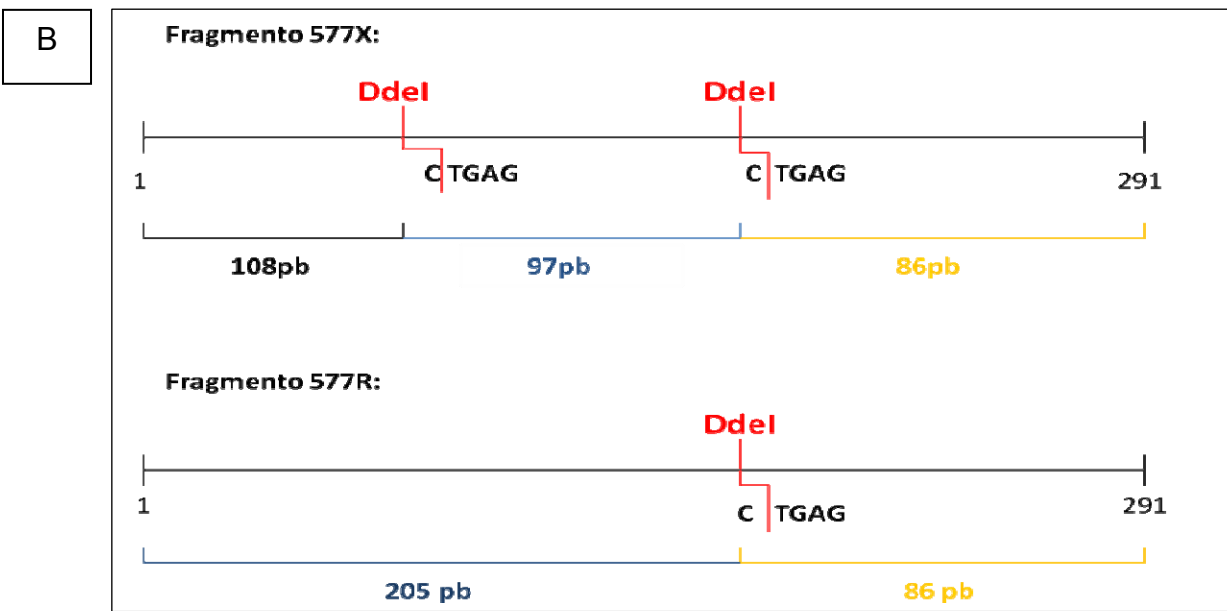 B
Fragmento 577X:
DdeI DdeI
C TGAG C TGAG
1 291
108pb 97pb 86pb
Fragmento 577R:
DdeI
1 C TGAG 291
205 pb 86 pb